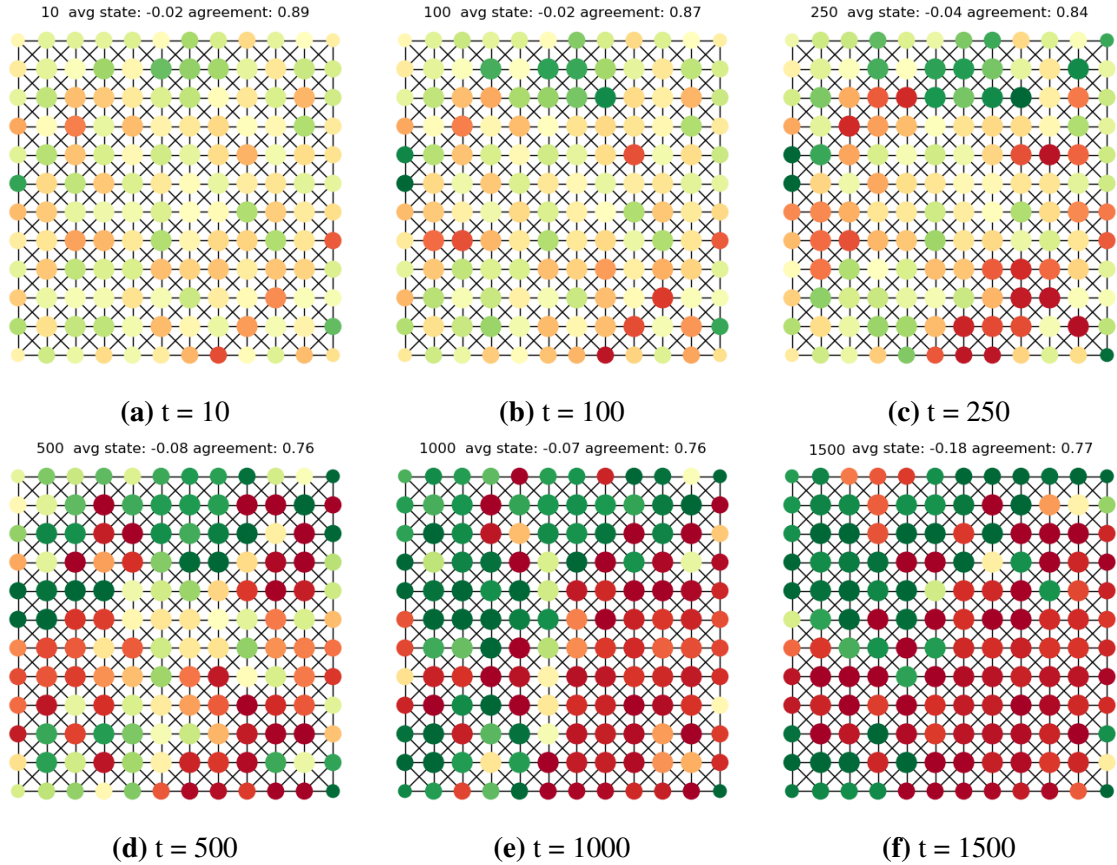 10 avg state: -0.02 agreement: 0.89
100 avg state: -0.02 agreement: 0.87
250 avg state: -0.04 agreement: 0.84
(a) t = 10
(b) t = 100
(c) t = 250
500 avg state: -0.08 agreement: 0.76
1000 avg state: -0.07 agreement: 0.76
1500 avg state: -0.18 agreement: 0.77
(d) t = 500
(e) t = 1000
(f) t = 1500